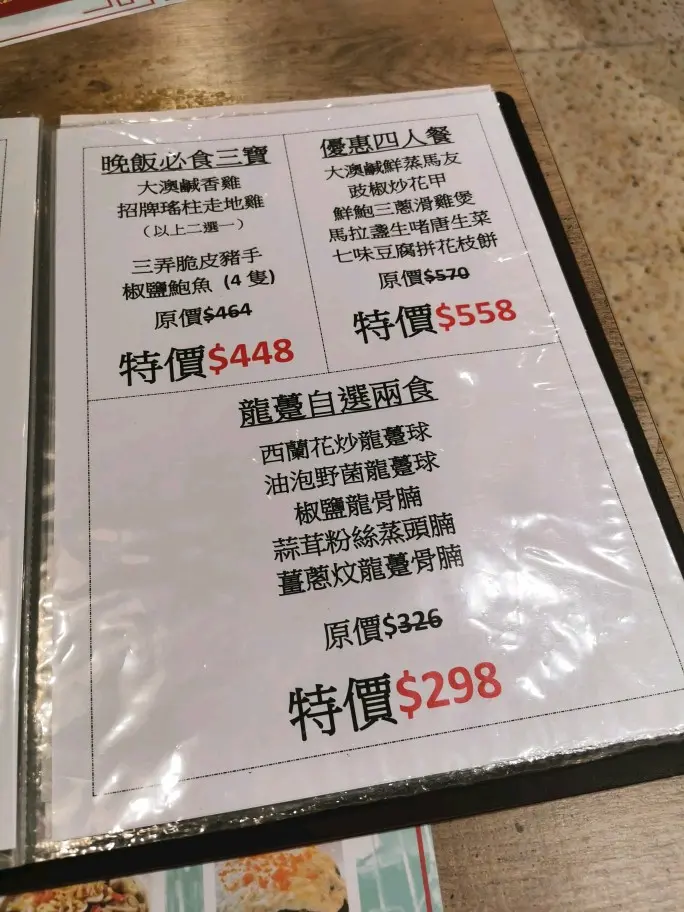 晚飯必食三寶
大澳鹹香雞
招牌瑤柱走地雞
（以上二選一）
三弄脆皮豬手
椒鹽鮑魚 (4 隻)
原價$464
特價$448
優惠四人餐
大澳鹹鮮蒸馬友
豉椒炒花甲
鮮鮑三蔥滑雞煲
馬拉盞生啫唐生菜
七味豆腐拼花枝餅
原價$570
特價$558
龍躉自選兩食
西蘭花炒龍躉球
油泡野菌龍躉球
椒鹽龍骨腩
蒜茸粉絲蒸頭腩
薑蔥炆龍躉骨腩
原價$326
特價$298